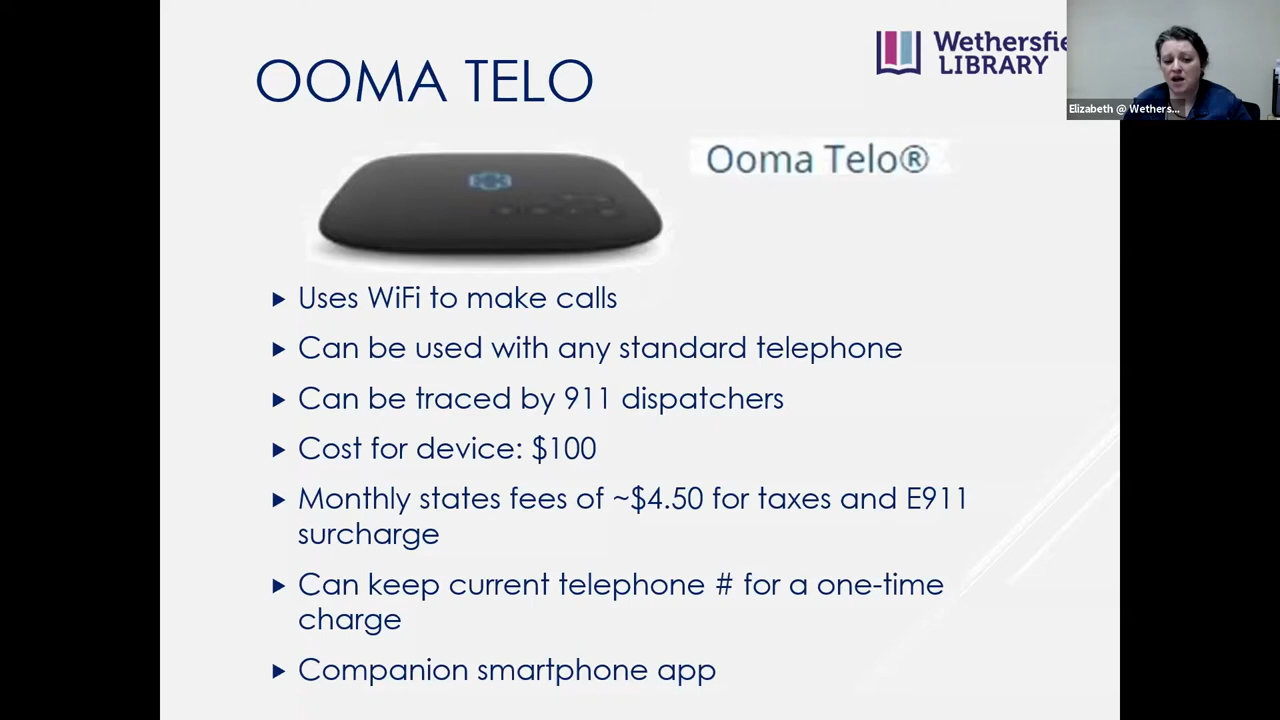 OOMA TELO
Wethersfie
LIBRARY
Elizabeth @ Wethers...
Ooma Telo®
Uses WiFi to make calls
Can be used with any standard telephone
Can be traced by 911 dispatchers
Cost for device: $100
Monthly states fees of ~$4.50 for taxes and E911
surcharge
Can keep current telephone # for a one-time
charge
Companion smartphone app